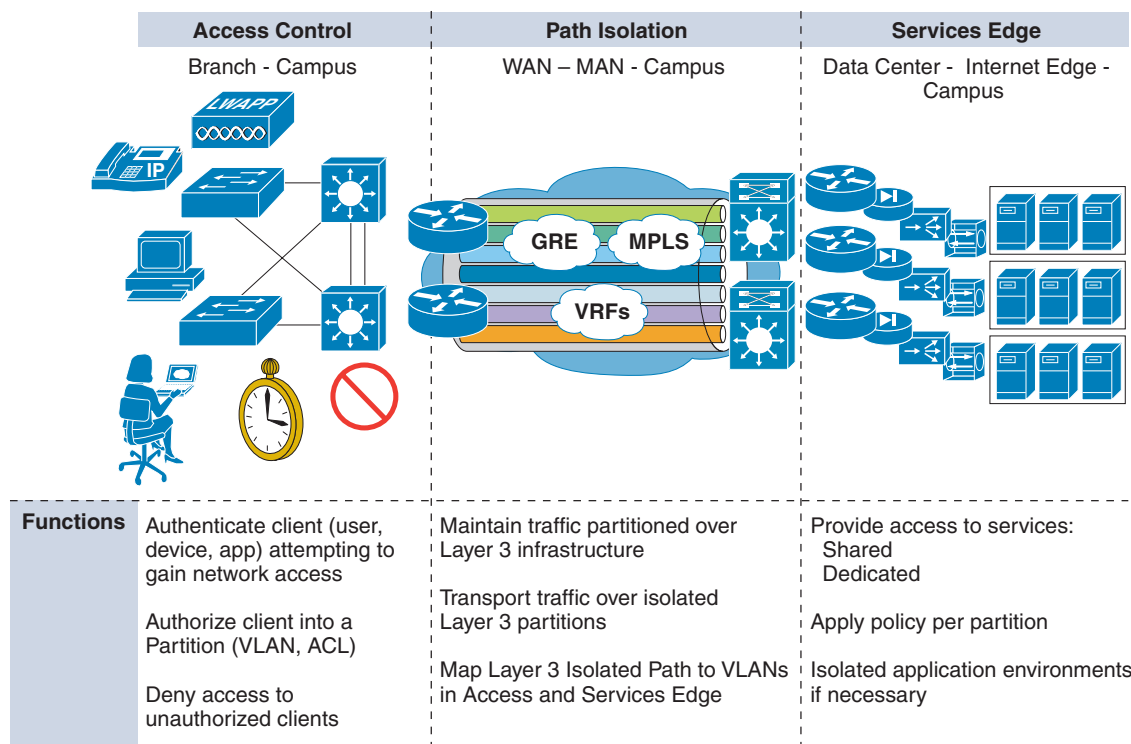 Access Control
Path Isolation
Services Edge
Branch - Campus
WAN – MAN - Campus
Data Center - Internet Edge -
Campus
LWAPP
IP
GRE
MPLS
VRFs
Functions
Authenticate client (user,
device, app) attempting to
gain network access
Authorize client into a
Partition (VLAN, ACL)
Deny access to
unauthorized clients
Maintain traffic partitioned over
Layer 3 infrastructure
Transport traffic over isolated
Layer 3 partitions
Map Layer 3 Isolated Path to VLANs
in Access and Services Edge
Provide access to services:
Shared
Dedicated
Apply policy per partition
Isolated application environments
if necessary